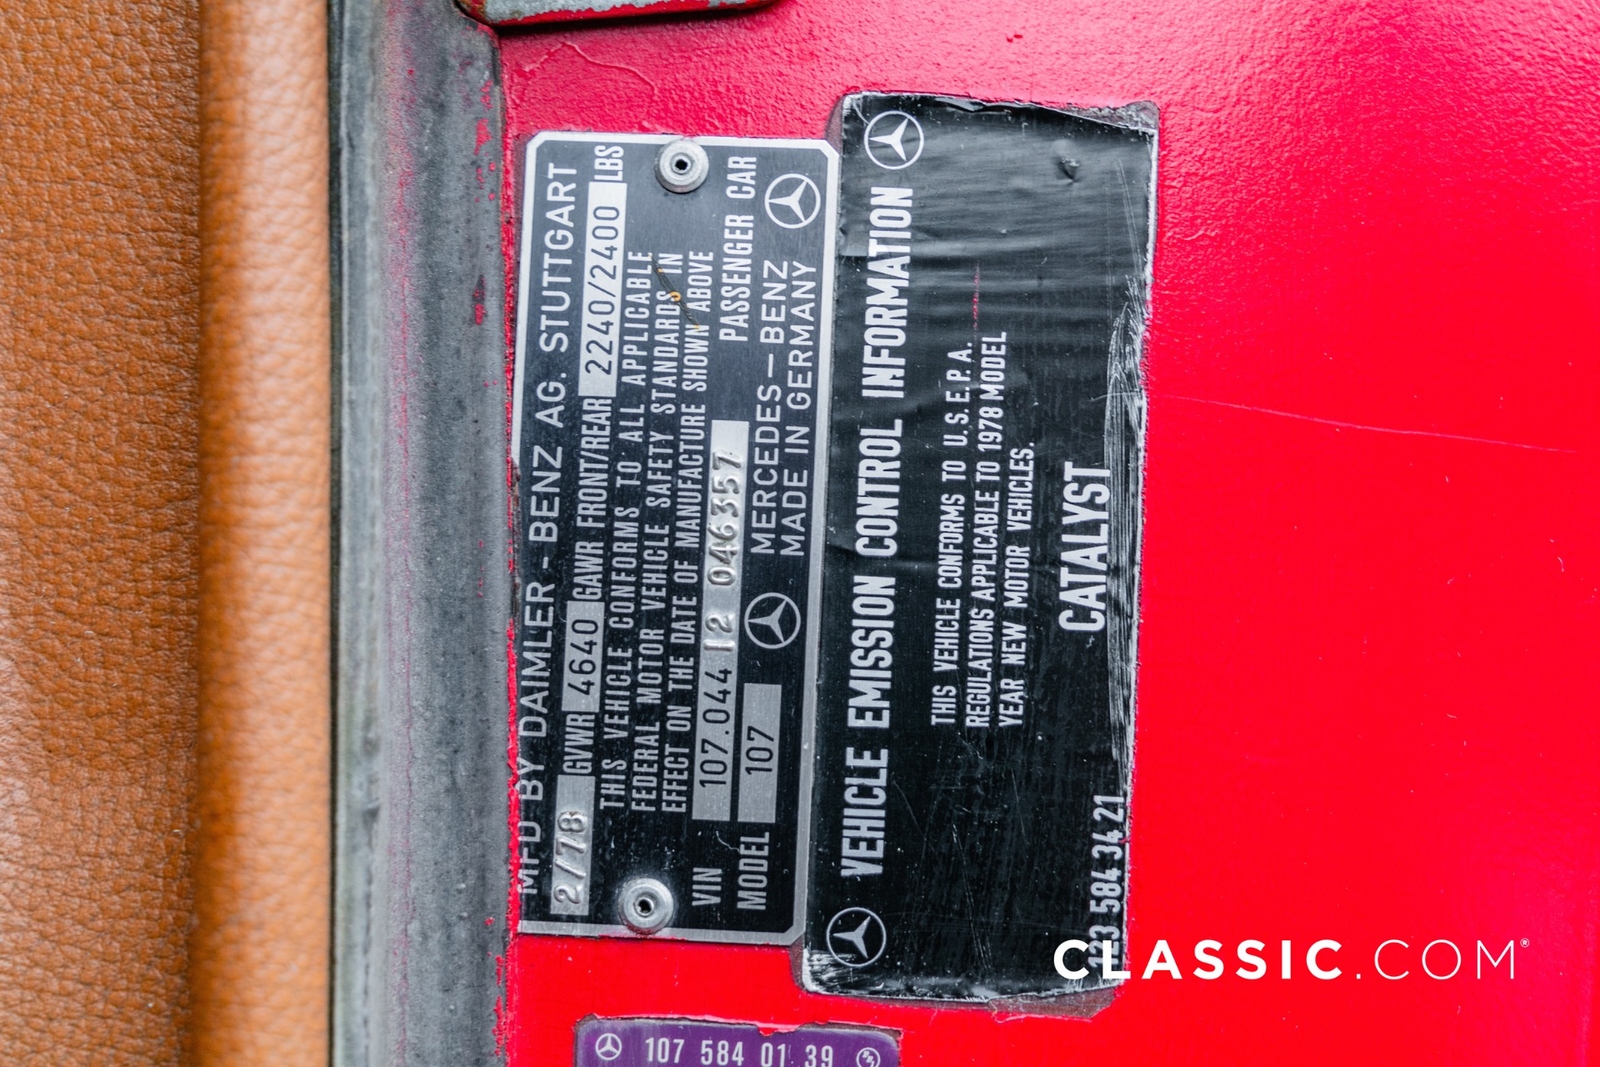 MFD BY DAIMLER-BENZ AG. STUTTGART
2/78 GVWR 4640 GAWR FRONT/REAR 2240/2400 LBS
THIS VEHICLE CONFORMS TO ALL APPLICABLE
FEDERAL MOTOR VEHICLE SAFETY STANDARDS IN
EFFECT ON THE DATE OF MANUFACTURE SHOWN ABOVE
VIN 107.044 12 046357 PASSENGER CAR
MODEL 107 MERCEDES-BENZ
MADE IN GERMANY
VEHICLE EMISSION CONTROL INFORMATION
THIS VEHICLE CONFORMS TO U.S.E.P.A.
REGULATIONS APPLICABLE TO 1978 MODEL
YEAR NEW MOTOR VEHICLES.
CATALYST
123 584 34 21
107 584 01 39
CLASSIC.COM®